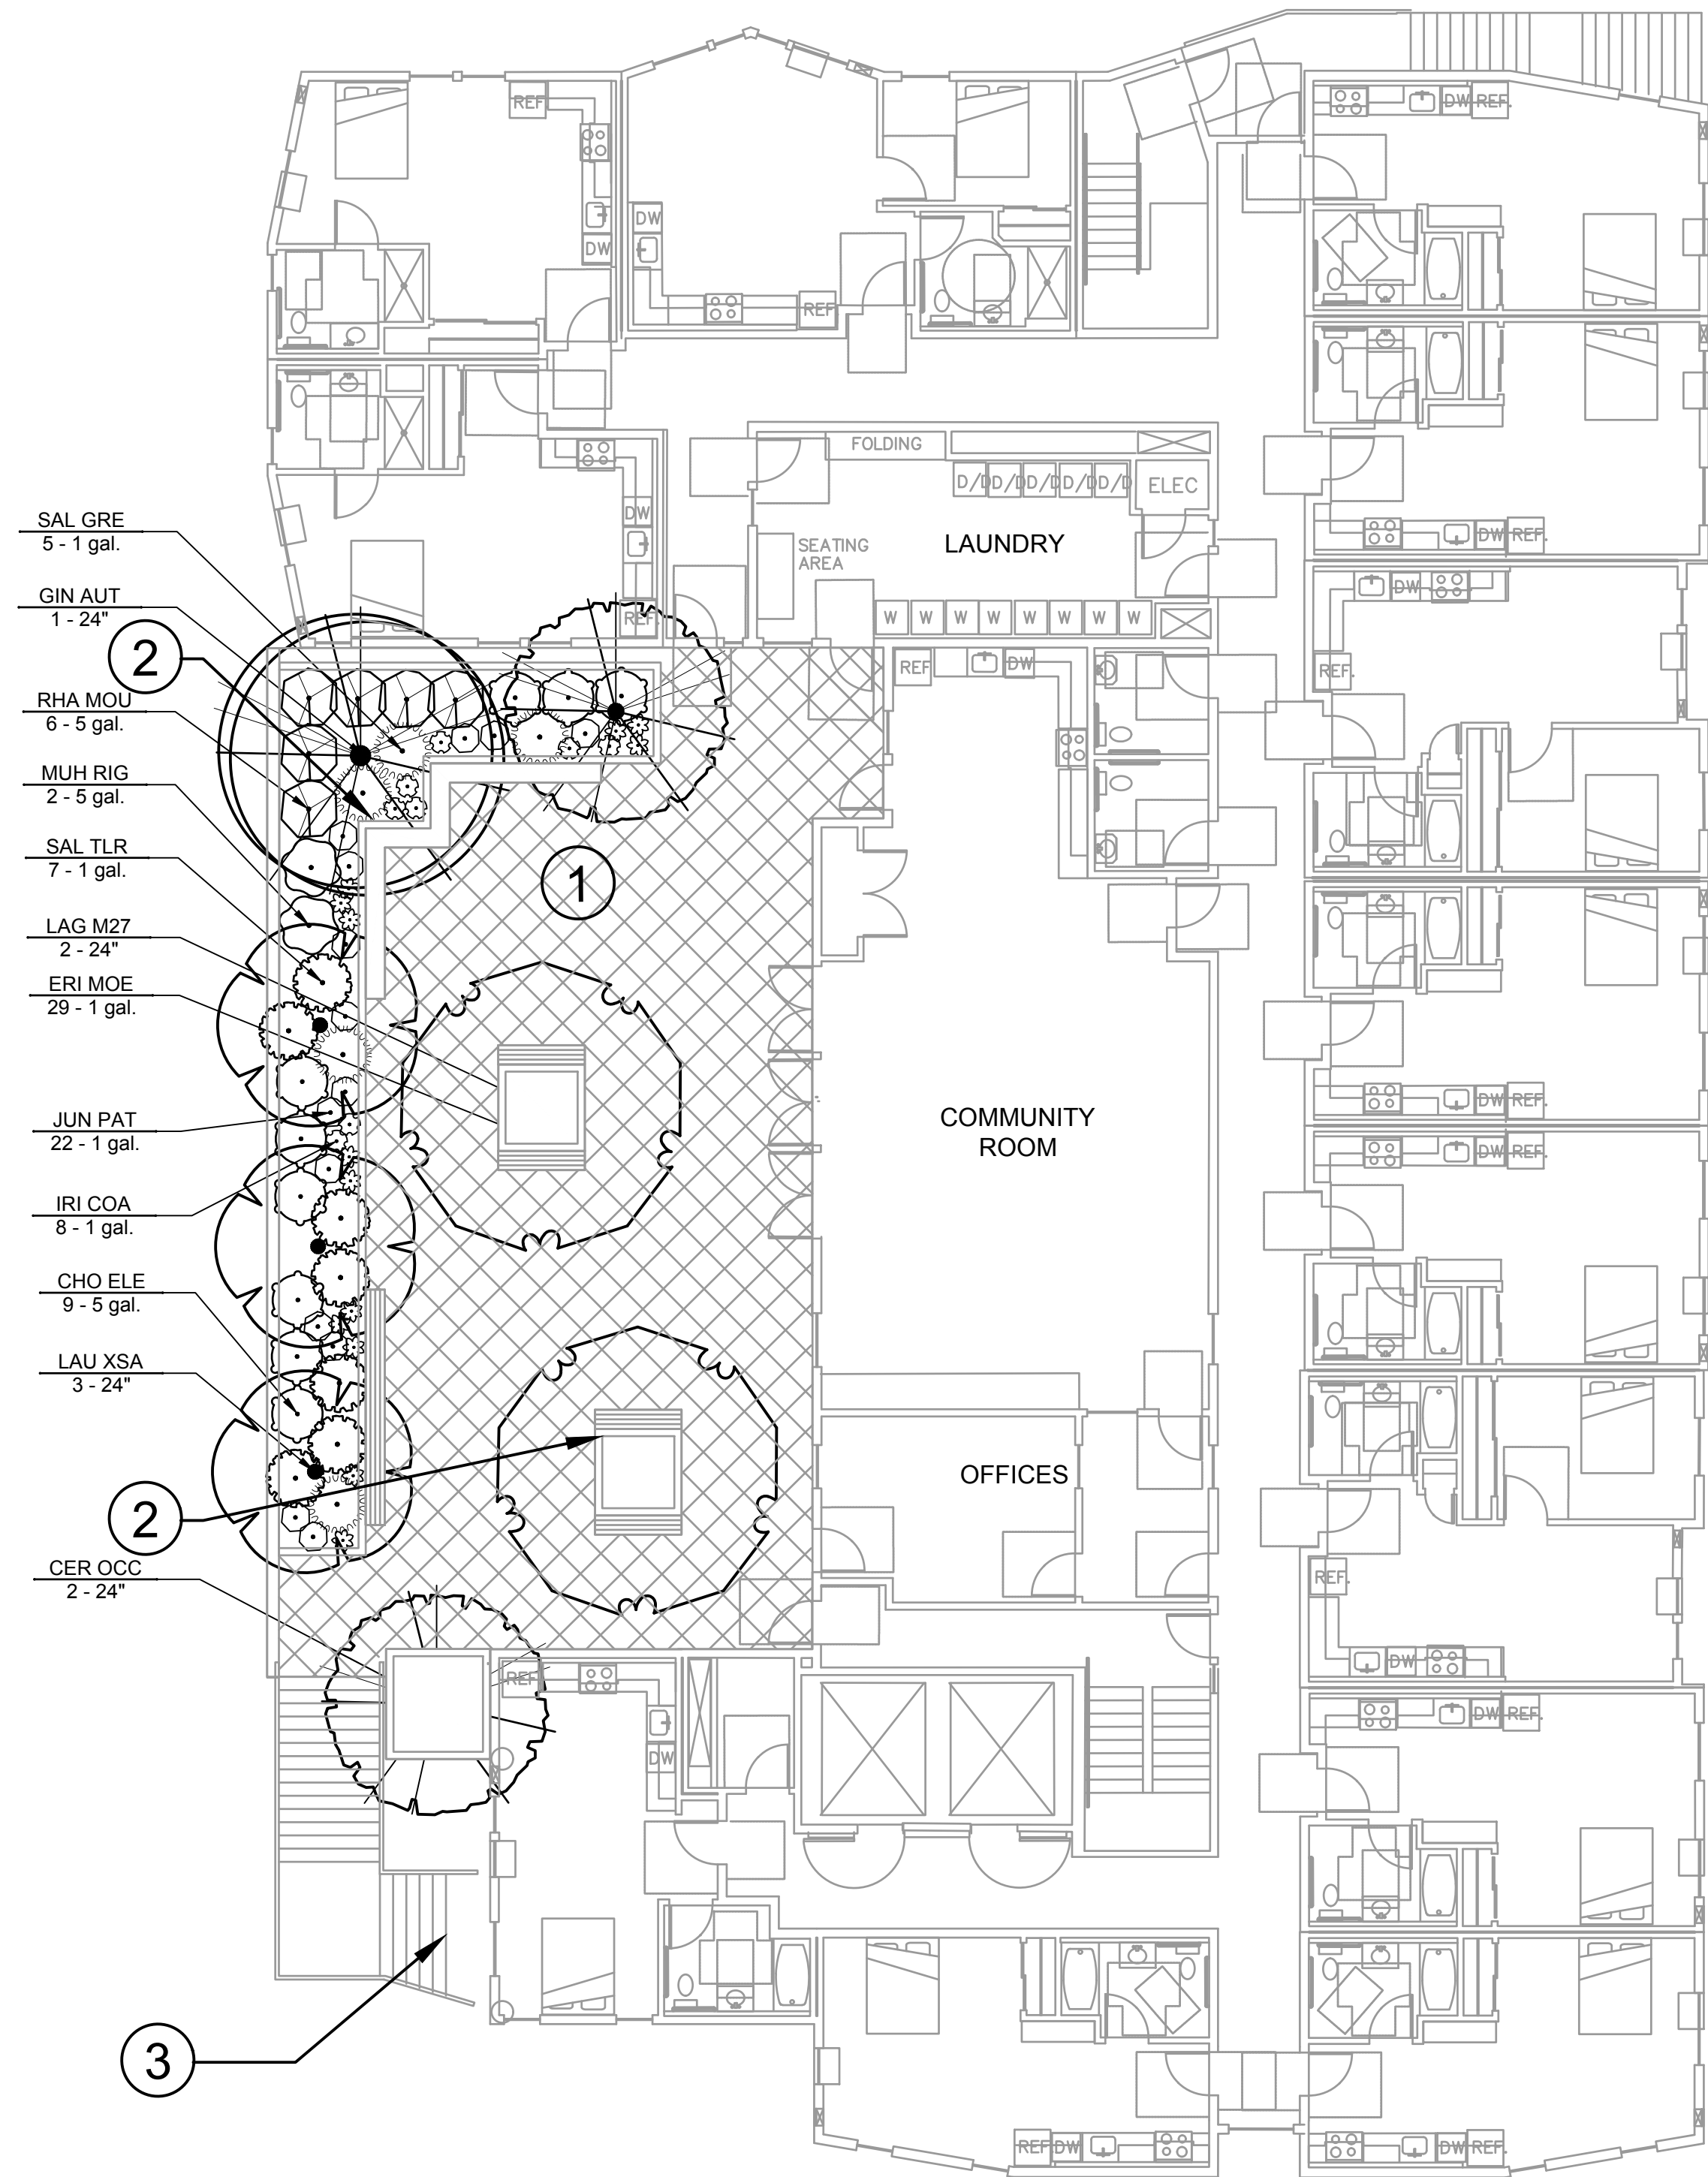 REF
DW
DW
REF
DW REF.
FOLDING
D/D D/D D/D D/D D/D
ELEC
SEATING
AREA
LAUNDRY
DW
REF.
W W W W W W W W
DW REF.
SAL GRE
5 - 1 gal.
GIN AUT
1 - 24"
2
RHA MOU
6 - 5 gal.
MUH RIG
2 - 5 gal.
SAL TLR
7 - 1 gal.
LAG M27
2 - 24"
ERI MOE
29 - 1 gal.
JUN PAT
22 - 1 gal.
IRI COA
8 - 1 gal.
CHO ELE
9 - 5 gal.
LAU XSA
3 - 24"
2
CER OCC
2 - 24"
3
1
REF
DW
COMMUNITY
ROOM
OFFICES
DW
REF.
DW REF.
DW REF.
REF.
DW
REF
DW
DW REF.
REF DW
DW REF.